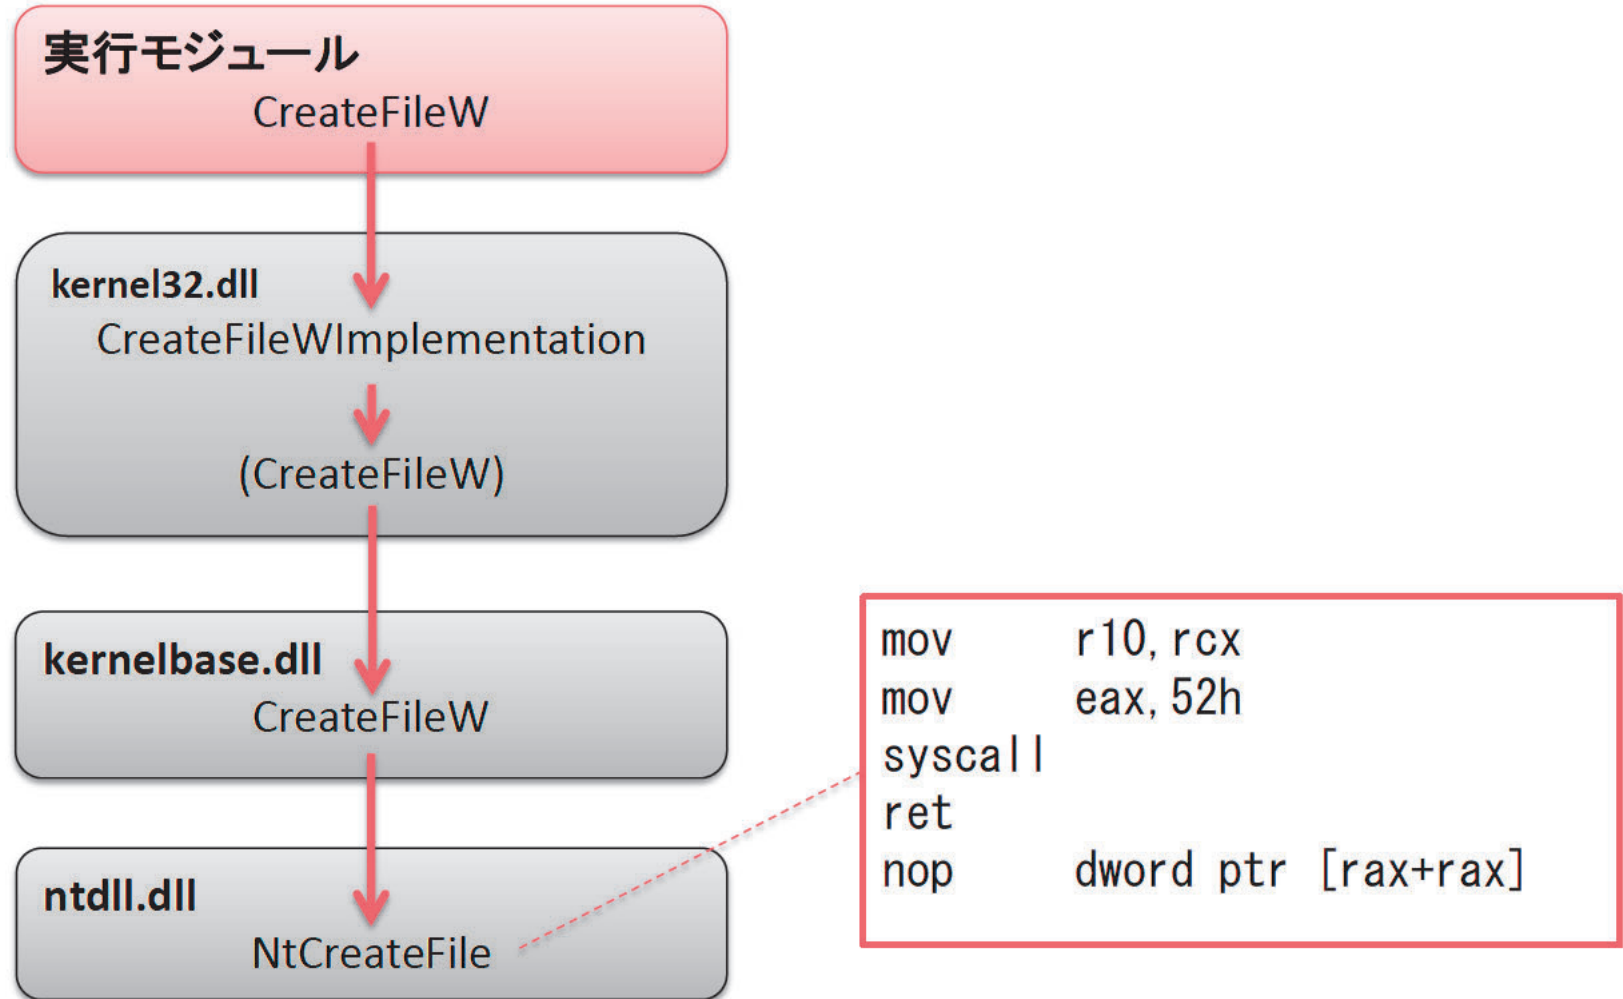 実行モジュール
CreateFileW
kernel32.dll
CreateFileWImplementation
(CreateFileW)
kernelbase.dll
CreateFileW
ntdll.dll
NtCreateFile
mov r10,rcx
mov eax,52h
syscall
ret
nop dword ptr [rax+rax]